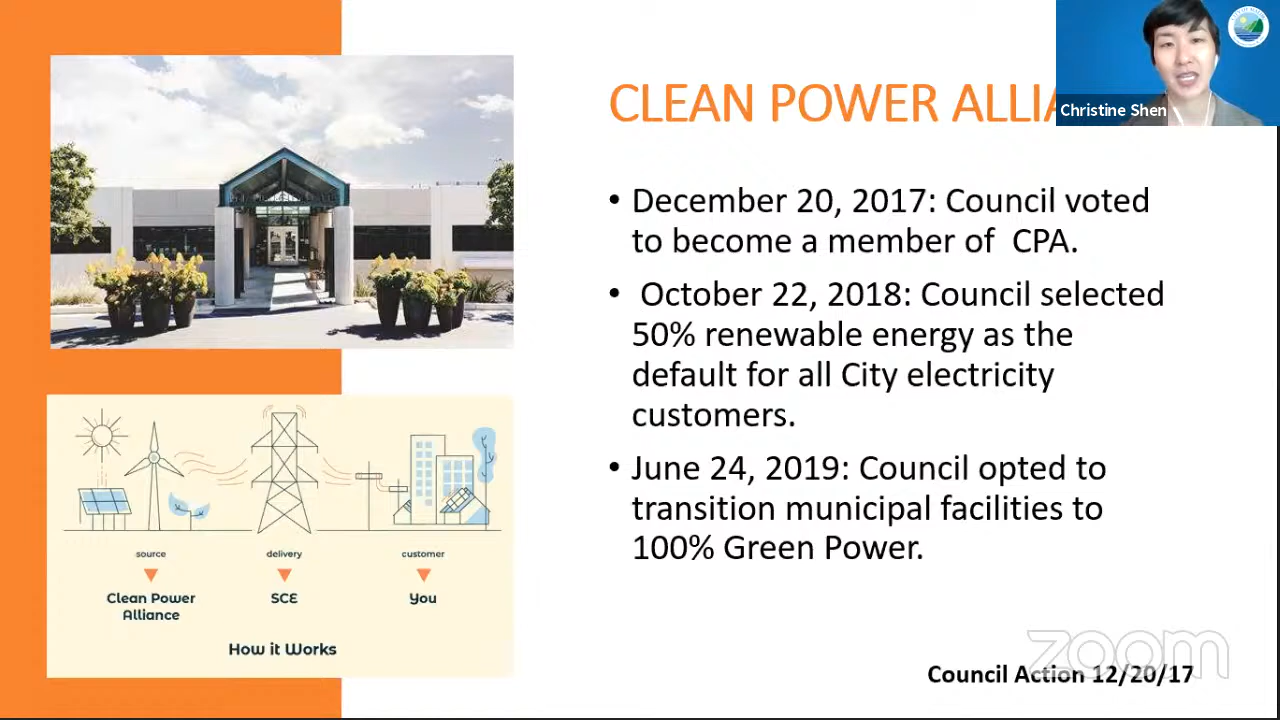 CLEAN POWER ALLIA
Christine Shen
• December 20, 2017: Council voted
to become a member of CPA.
• October 22, 2018: Council selected
50% renewable energy as the
default for all City electricity
customers.
• June 24, 2019: Council opted to
transition municipal facilities to
100% Green Power.
source
delivery
customer
Clean Power
Alliance
SCE
You
How it Works
zoom
Council Action 12/20/17